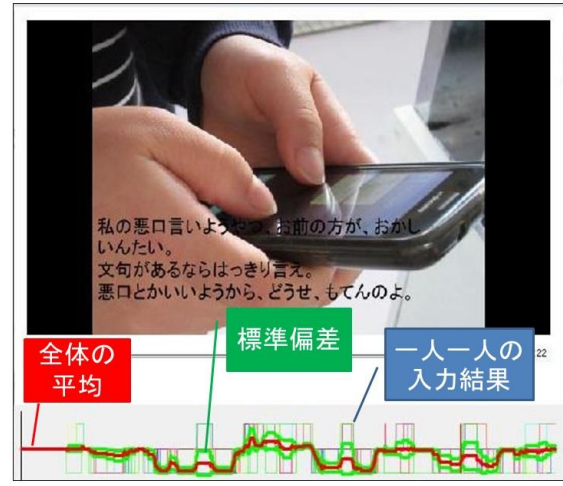 私の悪口言いようやつ、お前の方が、おかし
いんたい。
文句があるならはっきり言え。
悪口とかいいようから、どうせ、もてんのよ。
標準偏差
全体の
平均
一人一人の
入力結果
22